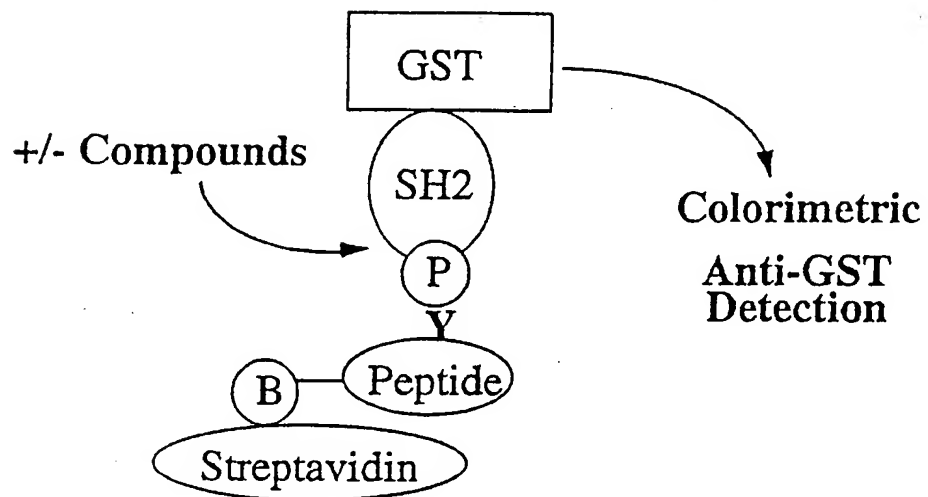 GST
+/- Compounds
SH2
Colorimetric
Anti-GST
Detection
P
Y
B
Peptide
Streptavidin